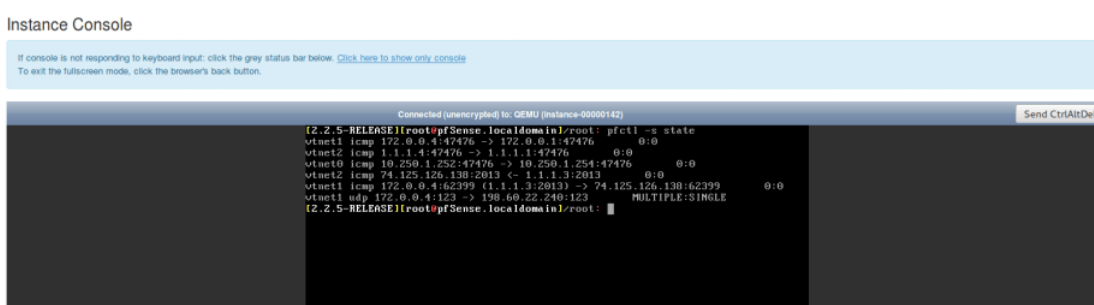 Instance Console
If console is not responding to keyboard input: click the grey status bar below. Click here to show only console
To exit the fullscreen mode, click the browser's back button.
Connected (unencrypted) to: QEMU (instance-00000142)
Send CtrlAltDel
[2.2.5-RELEASE][root@pfSense.localdomain]/root: pfctl -s state
vtnet1 icmp 172.0.0.4:47476 -> 172.0.0.1:47476 0:0
vtnet2 icmp 1.1.1.4:47476 -> 1.1.1.1:47476 0:0
vtnet0 icmp 10.250.1.252:47476 -> 10.250.1.254:47476 0:0
vtnet2 icmp 74.125.126.138:2013 <- 1.1.1.3:2013 0:0
vtnet1 icmp 172.0.0.4:62399 (1.1.1.3:2013) -> 74.125.126.138:62399 0:0
vtnet1 udp 172.0.0.4:123 -> 198.60.22.240:123 MULTIPLE:SINGLE
[2.2.5-RELEASE][root@pfSense.localdomain]/root: